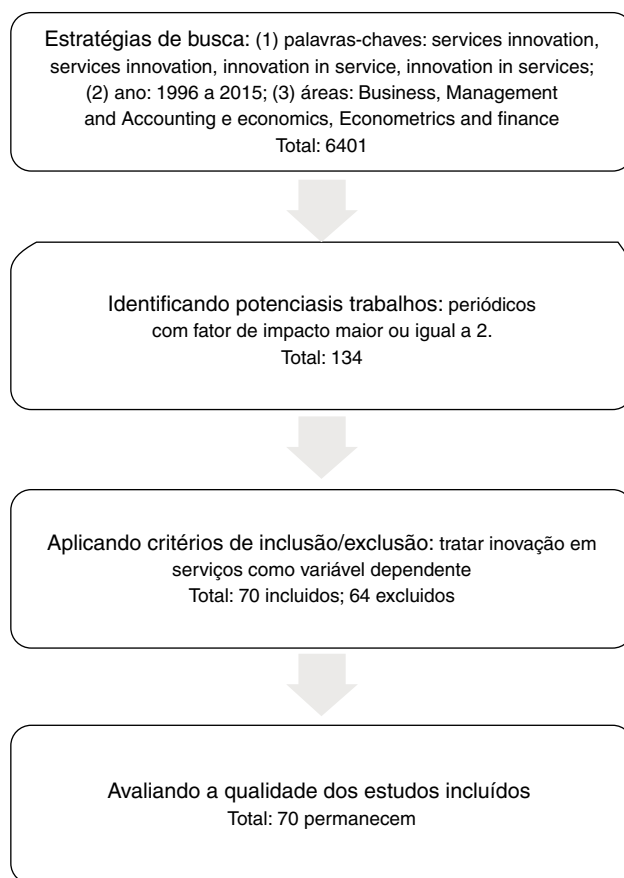 Estratégias de busca: (1) palavras-chaves: services innovation,
services innovation, innovation in service, innovation in services;
(2) ano: 1996 a 2015; (3) áreas: Business, Management
and Accounting e economics, Econometrics and finance
Total: 6401
Identificando potenciasis trabalhos: periódicos
com fator de impacto maior ou igual a 2.
Total: 134
Aplicando critérios de inclusão/exclusão: tratar inovação em
serviços como variável dependente
Total: 70 incluidos; 64 excluidos
Avaliando a qualidade dos estudos incluídos
Total: 70 permanecem